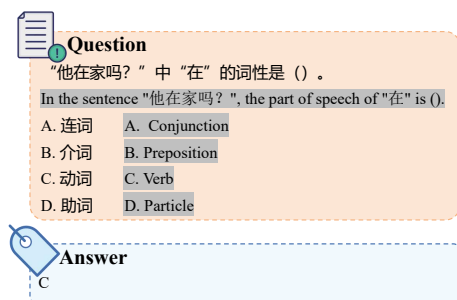 Question
“他在家吗？”中“在”的词性是（）。
In the sentence "他在家吗？", the part of speech of "在" is ().
A. 连词 A. Conjunction
B. 介词 B. Preposition
C. 动词 C. Verb
D. 助词 D. Particle
Answer
C